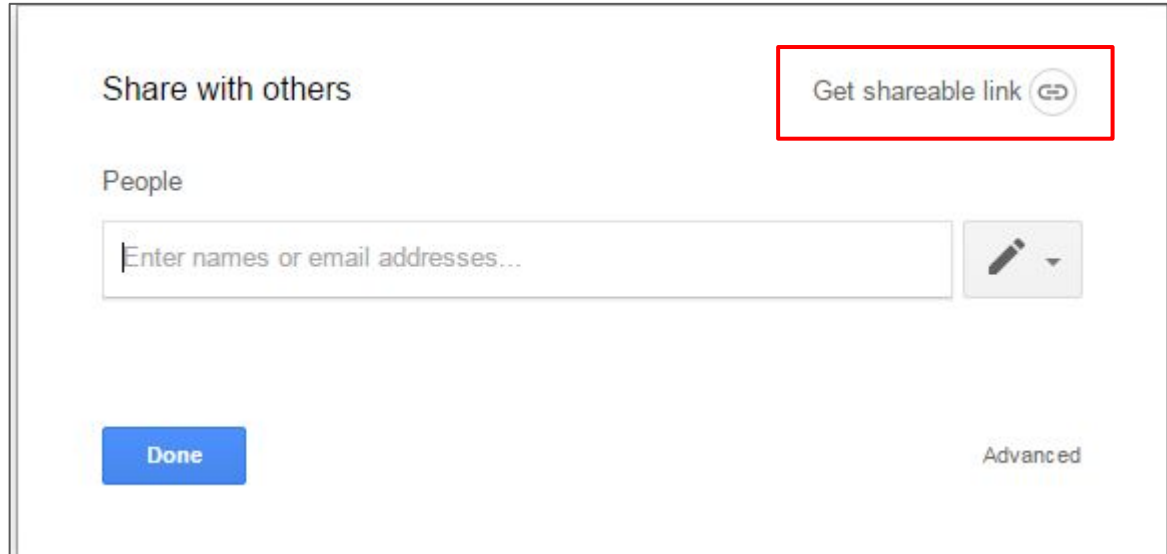 Share with others
Get shareable link
People
Enter names or email addresses...
Done
Advanced